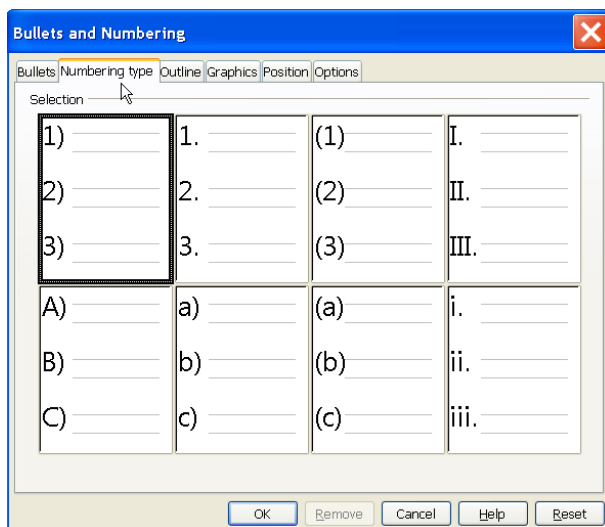 Bullets and Numbering
Bullets Numbering type Outline Graphics Position Options
Selection
1) 1. (1) I.
2) 2. (2) II.
3) 3. (3) III.
A) a) (a) i.
B) b) (b) ii.
C) c) (c) iii.
OK Remove Cancel Help Reset